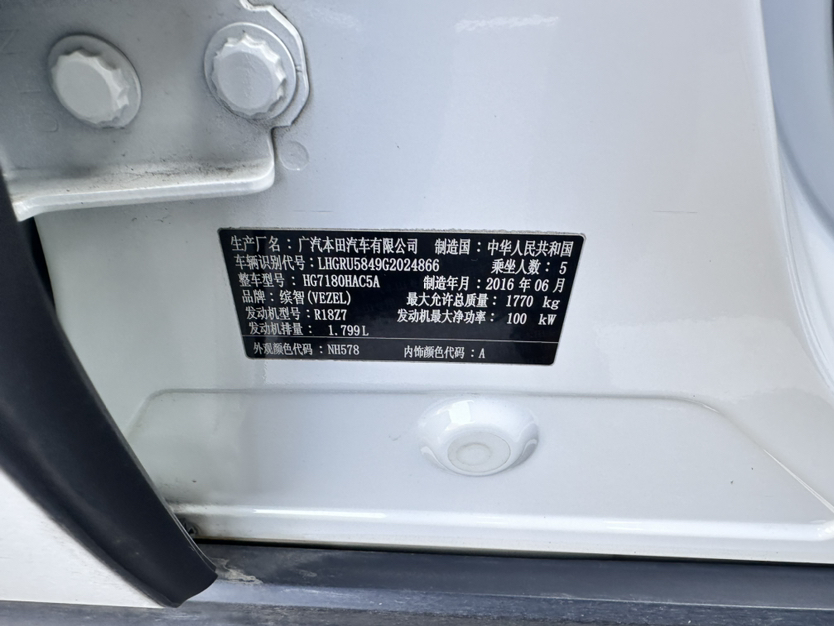 生产厂名：广汽本田汽车有限公司 制造国：中华人民共和国
车辆识别代号：LHGRU5849G2024866 乘坐人数：5
整车型号：HG7180HAC5A 制造年月：2016 年 06 月
品牌：缤智(VEZEL) 最大允许总质量：1770 kg
发动机型号：R18Z7 发动机最大净功率：100 kW
发动机排量：1.799L
外观颜色代码：NH578 内饰颜色代码：A